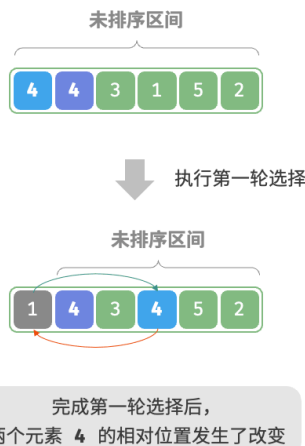 未排序区间
4 4 3 1 5 2
执行第一轮选择
未排序区间
1 4 3 4 5 2
完成第一轮选择后，
两个元素 4 的相对位置发生了改变